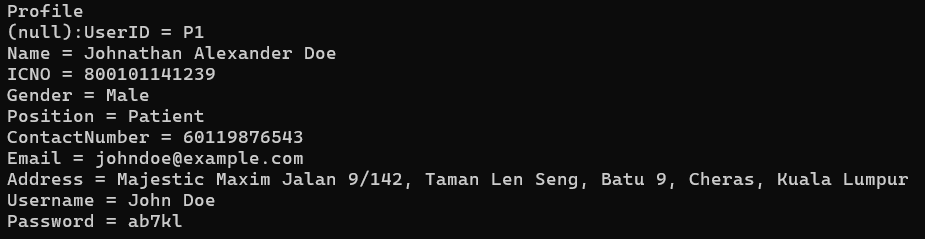 Profile
(null):UserID = P1
Name = Johnathan Alexander Doe
ICNO = 800101141239
Gender = Male
Position = Patient
ContactNumber = 60119876543
Email = johndoe@example.com
Address = Majestic Maxim Jalan 9/142, Taman Len Seng, Batu 9, Cheras, Kuala Lumpur
Username = John Doe
Password = ab7kl